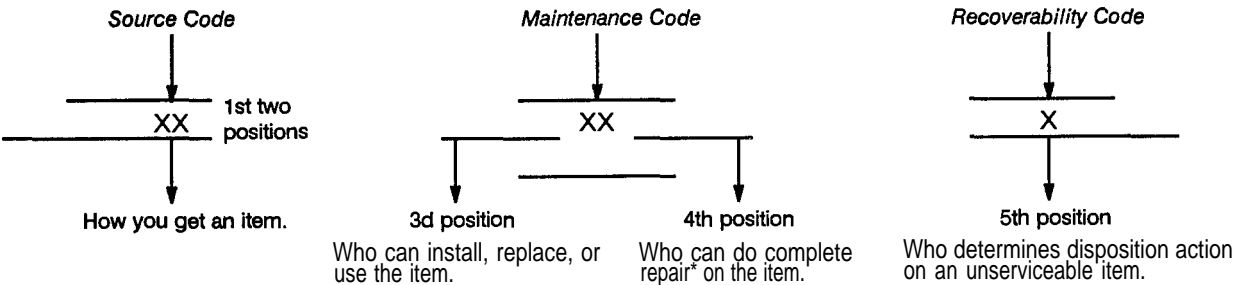 Source Code
Maintenance Code
Recoverability Code
XX
1st two
positions
XX
X
How you get an item.
3d position
4th position
5th position
Who can install, replace, or
use the item.
Who can do complete
repair* on the item.
Who determines disposition action
on an unserviceable item.